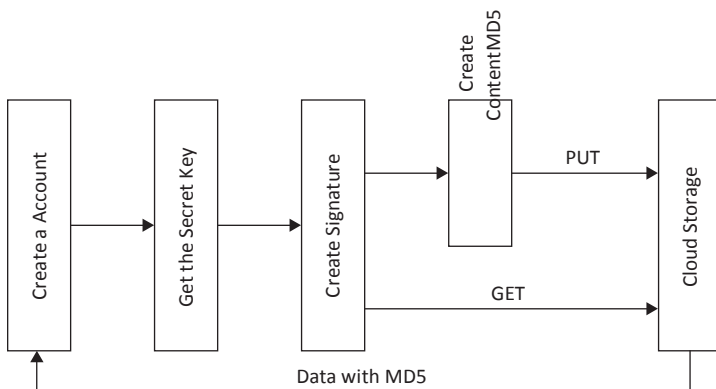 Create a Account
Get the Secret Key
Create Signature
Create
ContentMD5
PUT
GET
Cloud Storage
Data with MD5